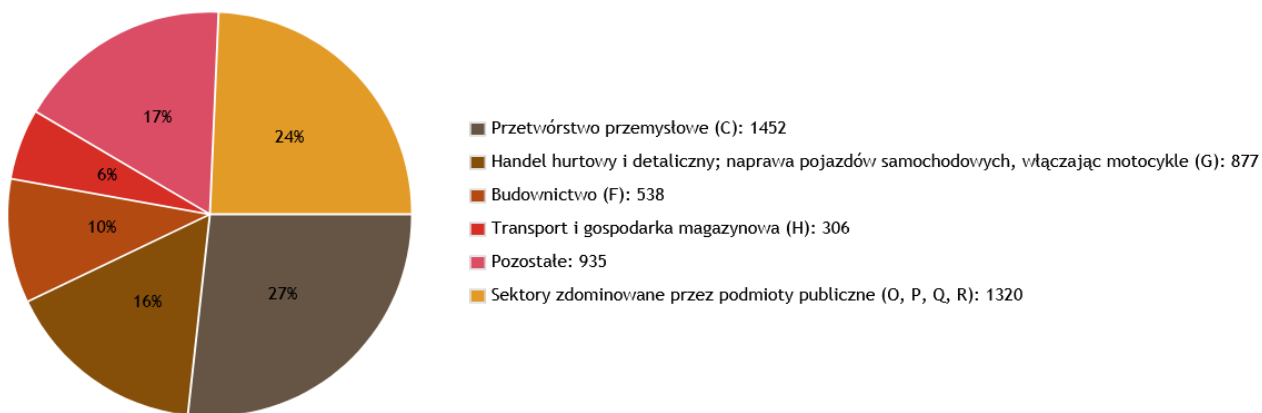 17%
24%
6%
10%
16%
27%
Przetwórstwo przemysłowe (C): 1452
Handel hurtowy i detaliczny; naprawa pojazdów samochodowych, włączając motocykle (G): 877
Budownictwo (F): 538
Transport i gospodarka magazynowa (H): 306
Pozostałe: 935
Sektory zdominowane przez podmioty publiczne (O, P, Q, R): 1320